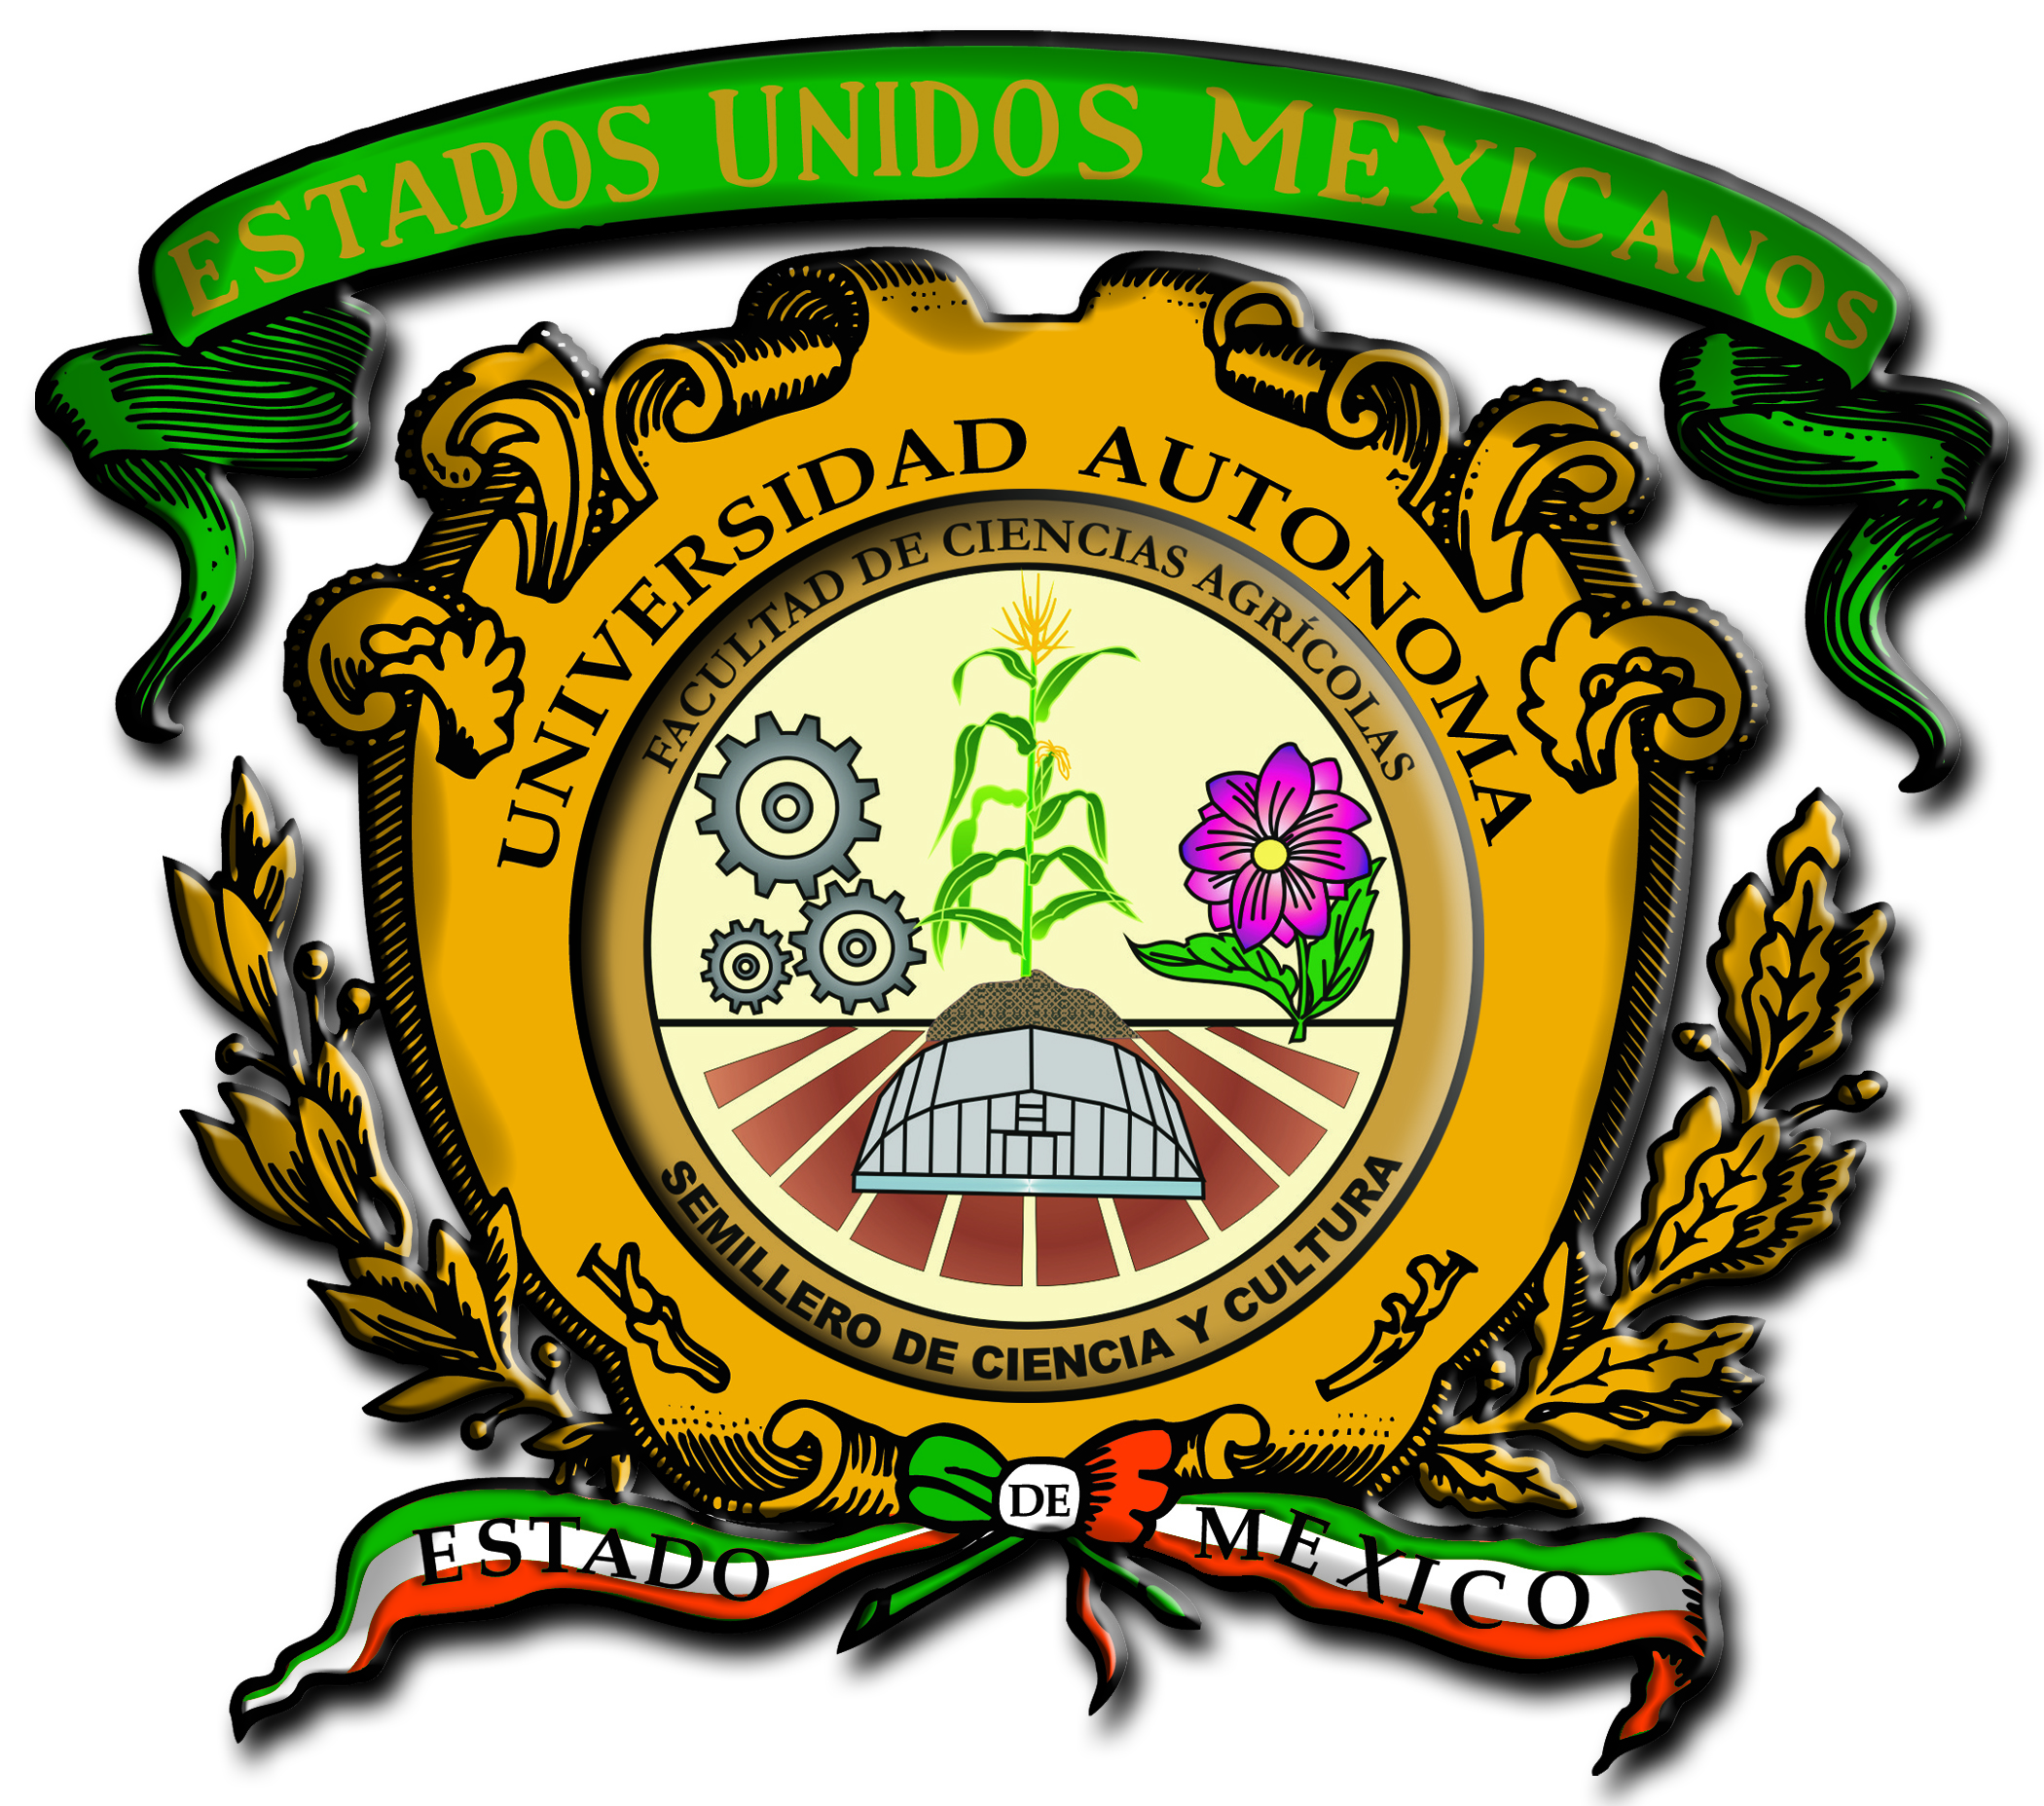 ESTADOS UNIDOS MEXICANOS
UNIVERSIDAD AUTONOMA
FACULTAD DE CIENCIAS AGRÍCOLAS
SEMILLERO DE CIENCIA Y CULTURA
ESTADO DE MEXICO